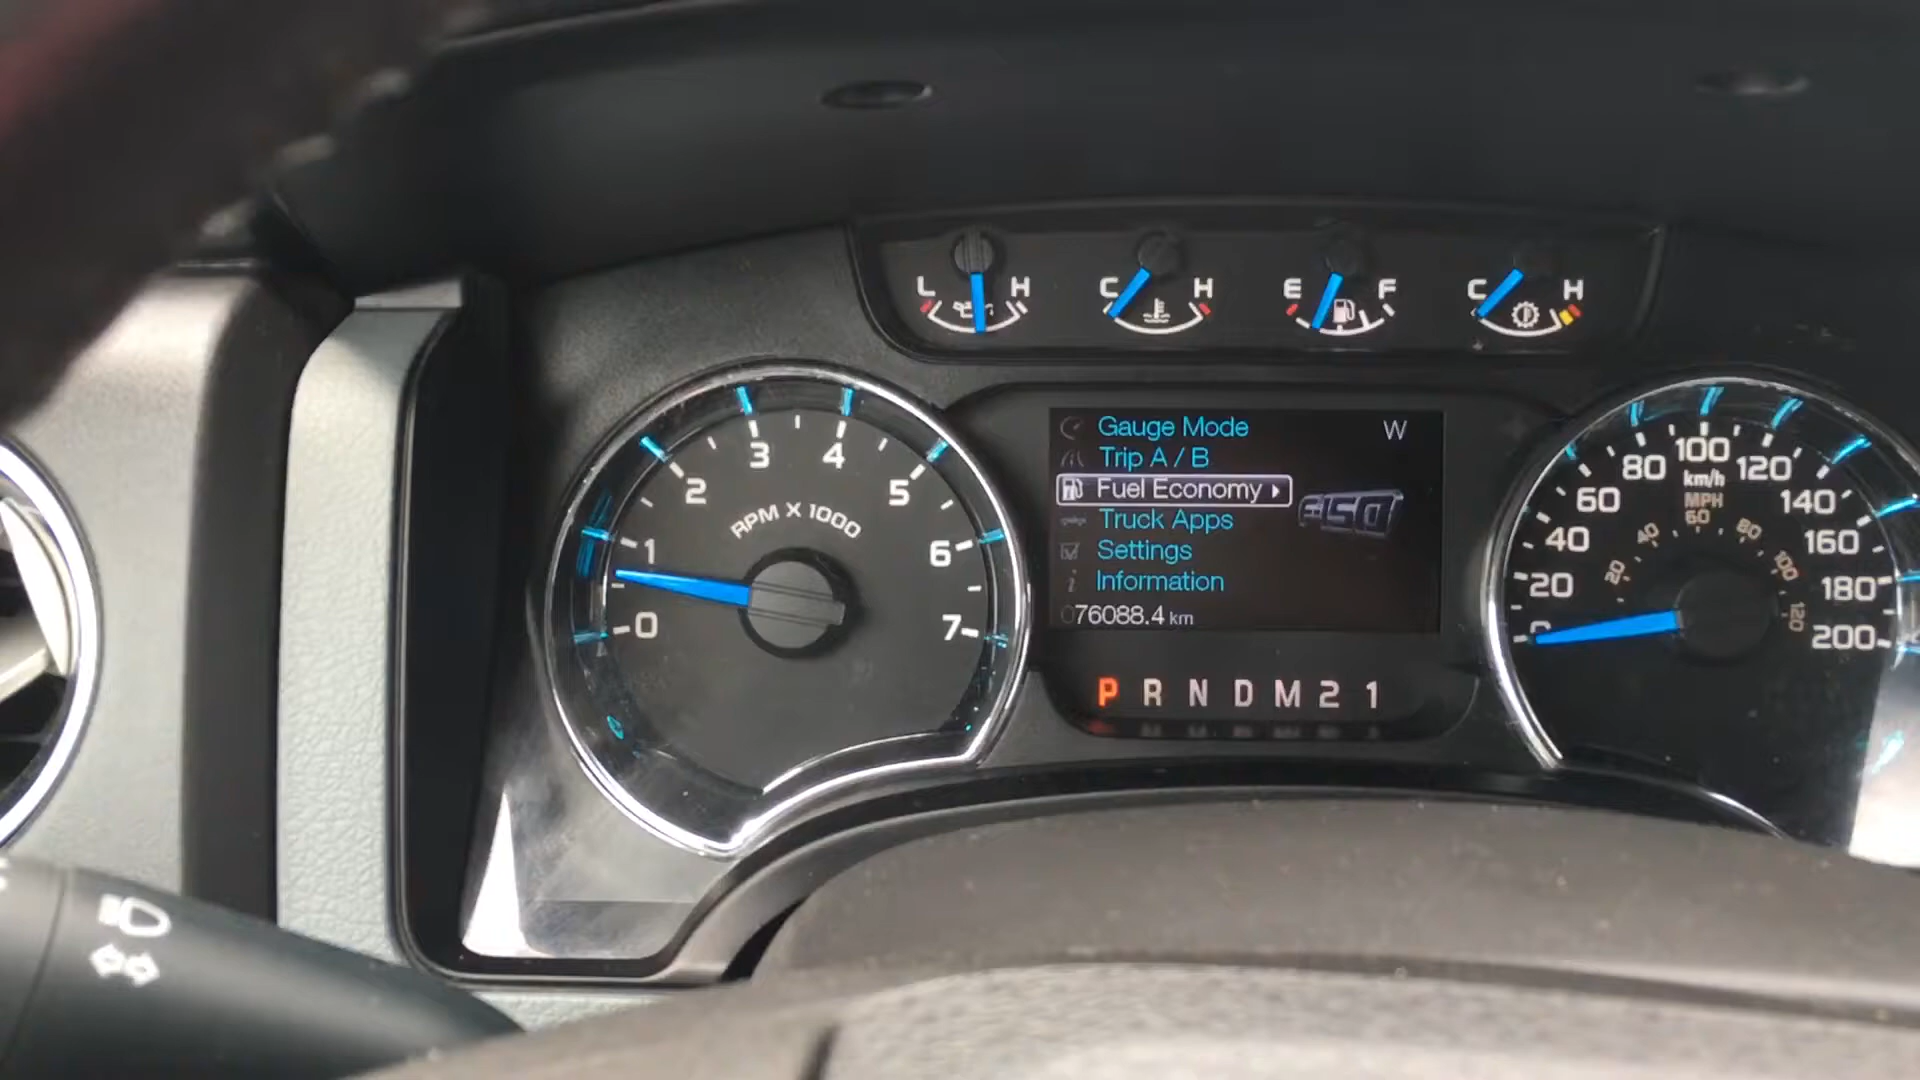 L H C H E F C H
Gauge Mode W
Trip A / B
Fuel Economy
F150
Truck Apps
Settings
Information
076088.4 km
P R N D M 2 1
0 1 2 3 4 5 6 7
RPM X 1000
0 20 40 60 80 100 120 140 160 180 200
km/h
MPH
20 40 60 80 100 120